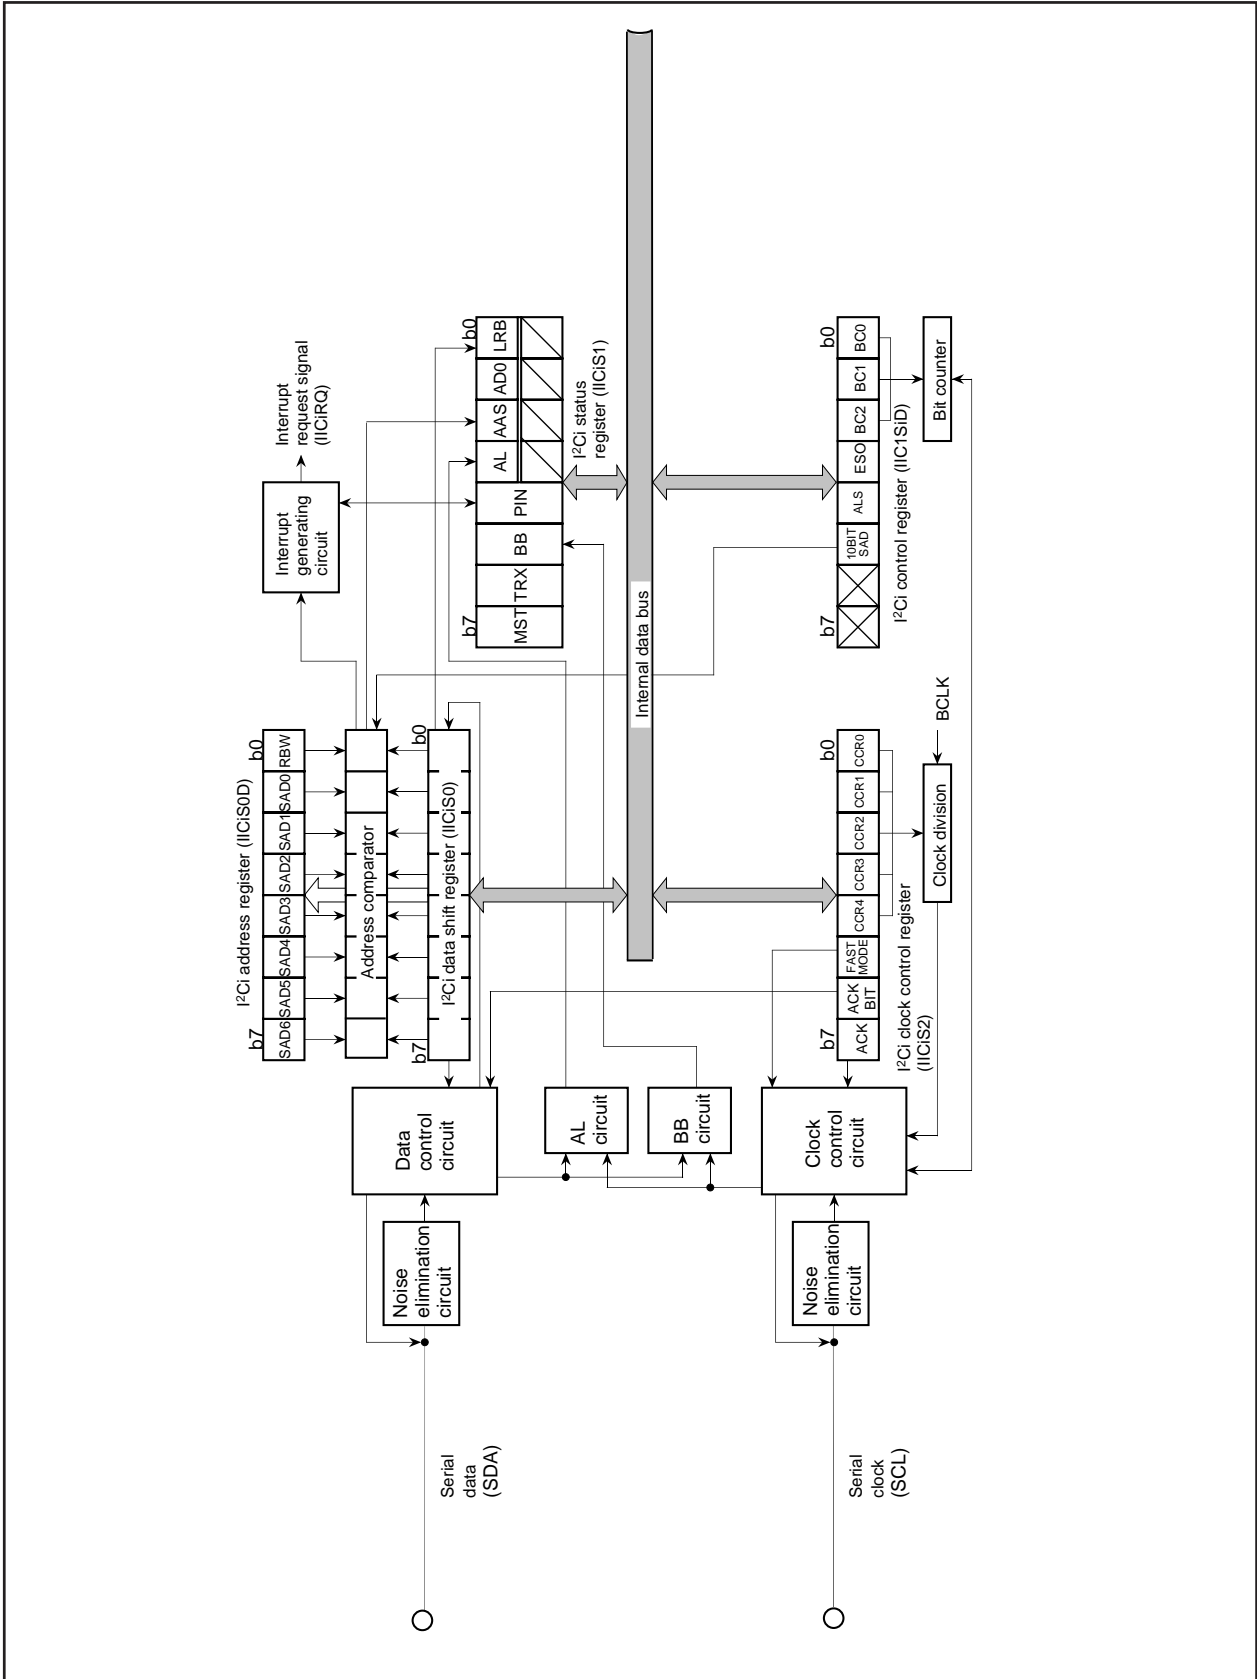 I²Ci address register (IICiS0D)
b7
b0
SAD6
SAD5
SAD4
SAD3
SAD2
SAD1
SAD0
RBW
Address comparator
b7
b0
I²Ci data shift register (IICiS0)
Interrupt
generating
circuit
Interrupt
request signal
(IICiRQ)
b7
b0
MST
TRX
BB
PIN
AL
AAS
AD0
LRB
I²Ci status
register (IICiS1)
Serial
data
(SDA)
Noise
elimination
circuit
Data
control
circuit
AL
circuit
BB
circuit
Internal data bus
Serial
clock
(SCL)
Noise
elimination
circuit
Clock
control
circuit
b7
b0
ACK
ACK
BIT
FAST
MODE
CCR4
CCR3
CCR2
CCR1
CCR0
I²Ci clock control register
(IICiS2)
Clock division
BCLK
b7
b0
10BIT
SAD
ALS
ESO
BC2
BC1
BC0
I²Ci control register (IIC1SiD)
Bit counter